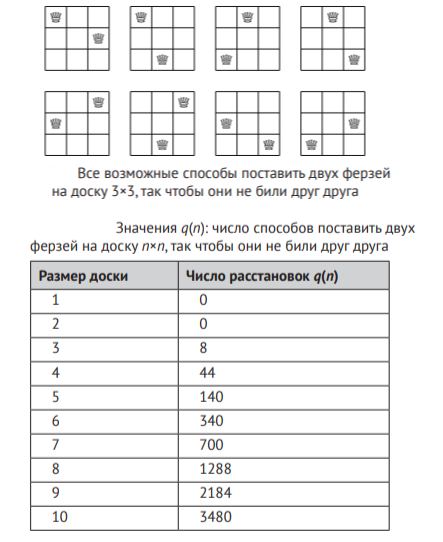 Все возможные способы поставить двух ферзей
на доску 3×3, так чтобы они не били друг друга
Значения q(n): число способов поставить двух
ферзей на доску n×n, так чтобы они не били друг друга
Размер доски Число расстановок q(n)
1 0
2 0
3 8
4 44
5 140
6 340
7 700
8 1288
9 2184
10 3480